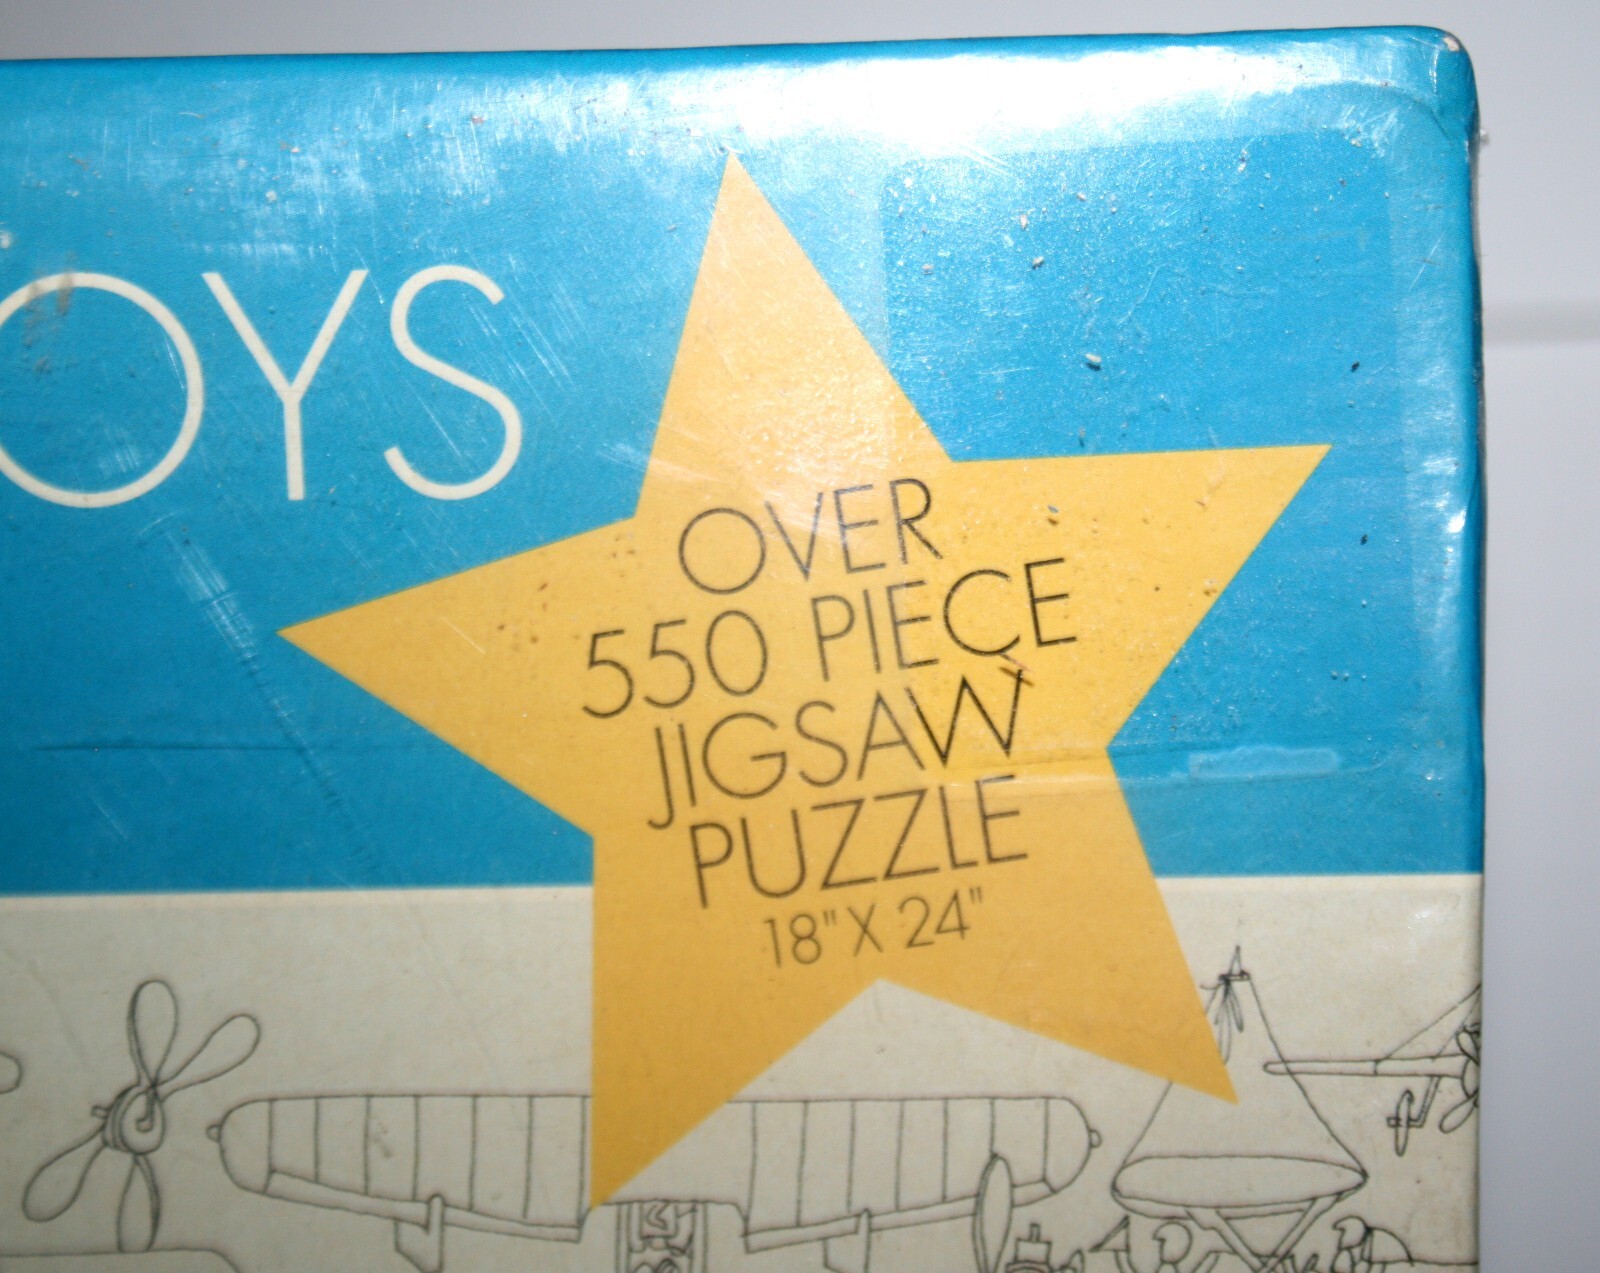 OYS
OVER
550 PIECE
JIGSAW
PUZZLE
18" X 24"